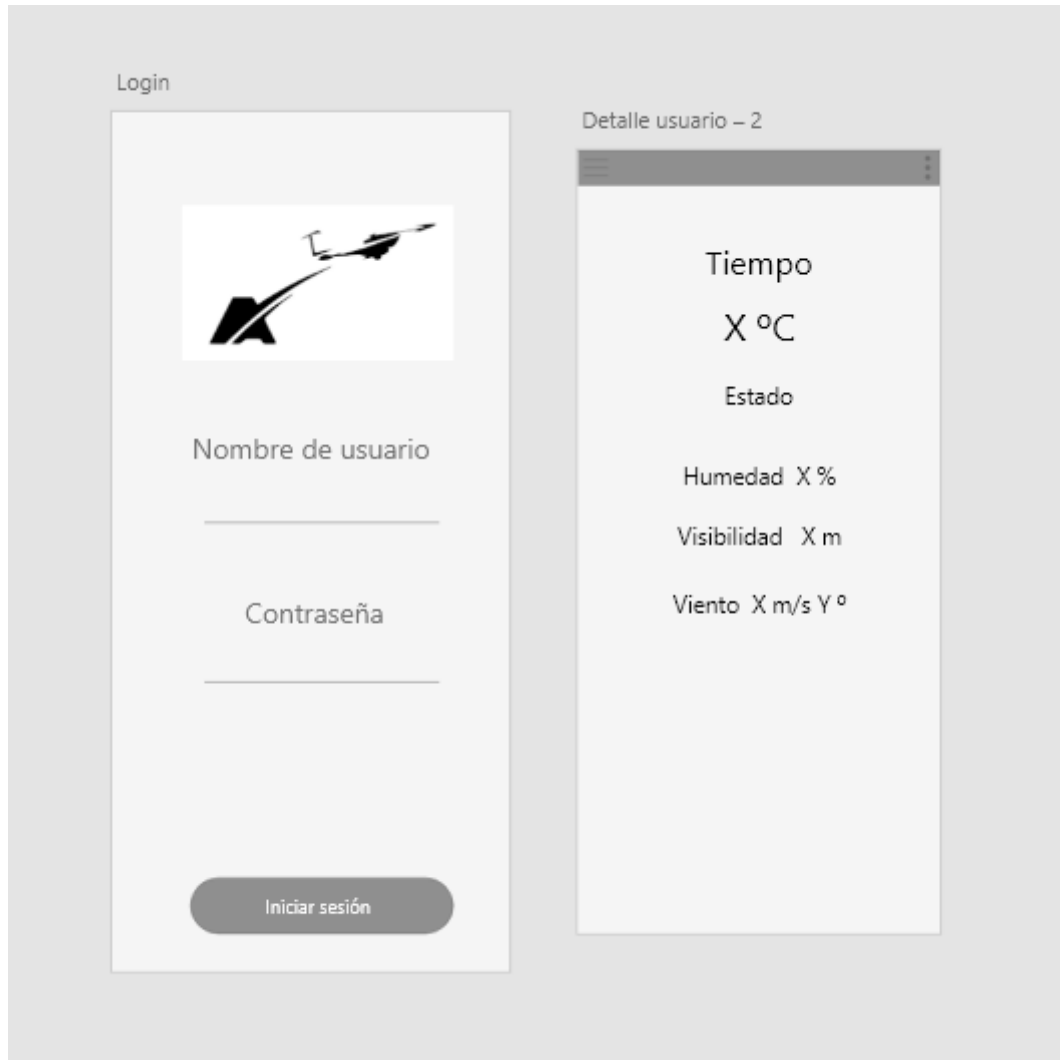 Login
Nombre de usuario
Contraseña
Iniciar sesión
Detalle usuario – 2
Tiempo
X ºC
Estado
Humedad X %
Visibilidad X m
Viento X m/s Y º